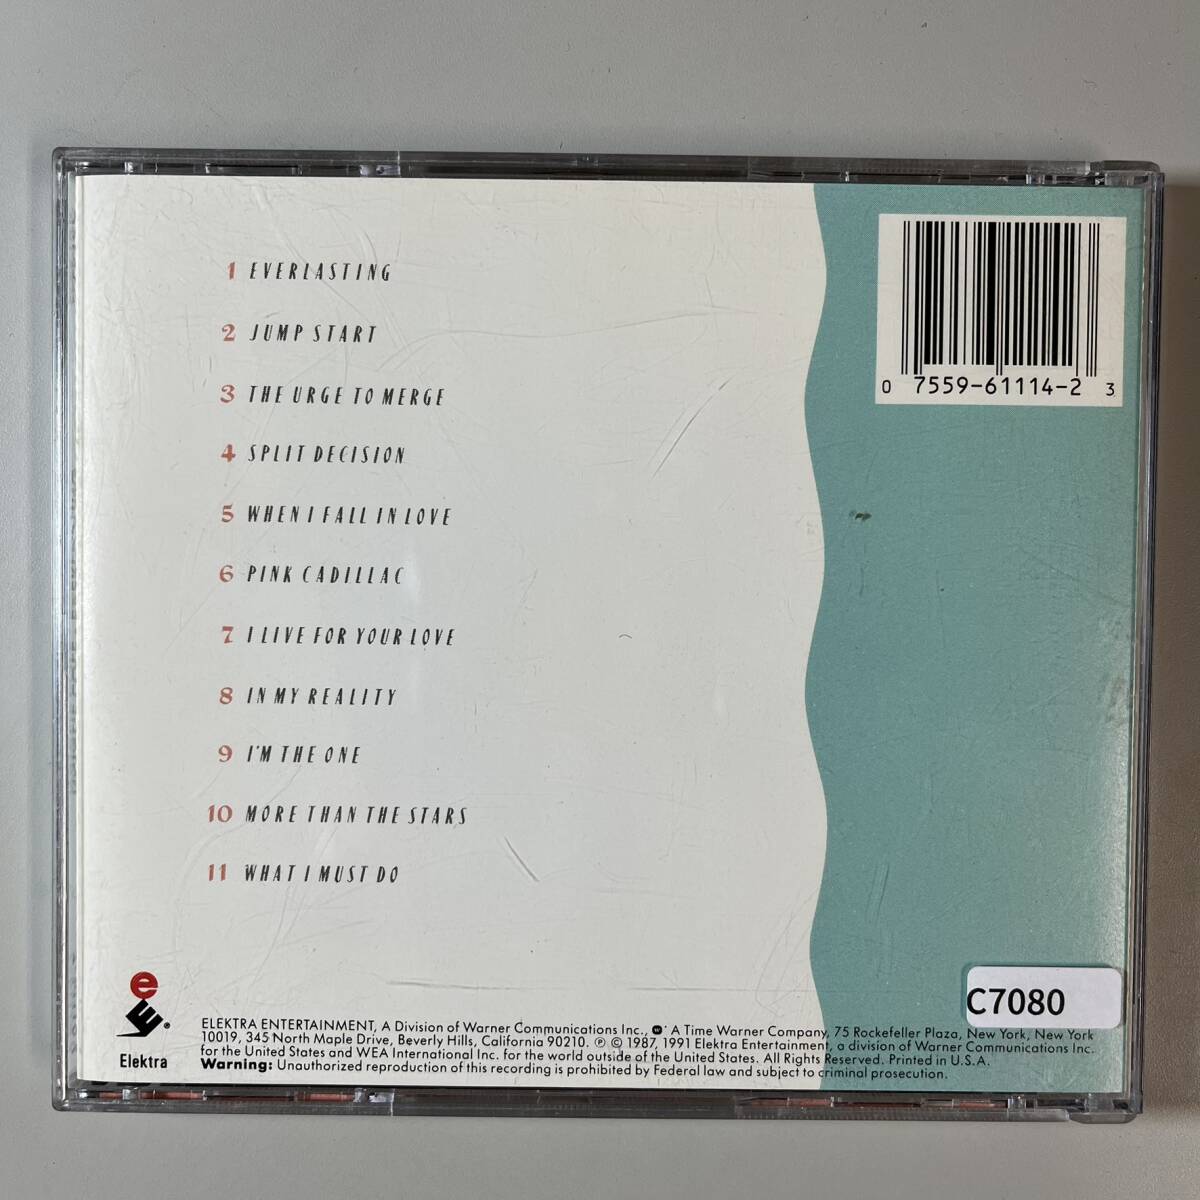 1 EVERLASTING
2 JUMP START
3 THE URGE TO MERGE
4 SPLIT DECISION
5 WHEN I FALL IN LOVE
6 PINK CADILLAC
7 I LIVE FOR YOUR LOVE
8 IN MY REALITY
9 I'M THE ONE
10 MORE THAN THE STARS
11 WHAT I MUST DO
0 7559-61114-2 3
C7080
e
Elektra
ELEKTRA ENTERTAINMENT, A Division of Warner Communications Inc., A Time Warner Company, 75 Rockefeller Plaza, New York, New York
10019, 345 North Maple Drive, Beverly Hills, California 90210. ℗ © 1987, 1991 Elektra Entertainment, a division of Warner Communications Inc.
for the United States and WEA International Inc. for the world outside of the United States. All Rights Reserved. Printed in U.S.A.
Warning: Unauthorized reproduction of this recording is prohibited by Federal law and subject to criminal prosecution.